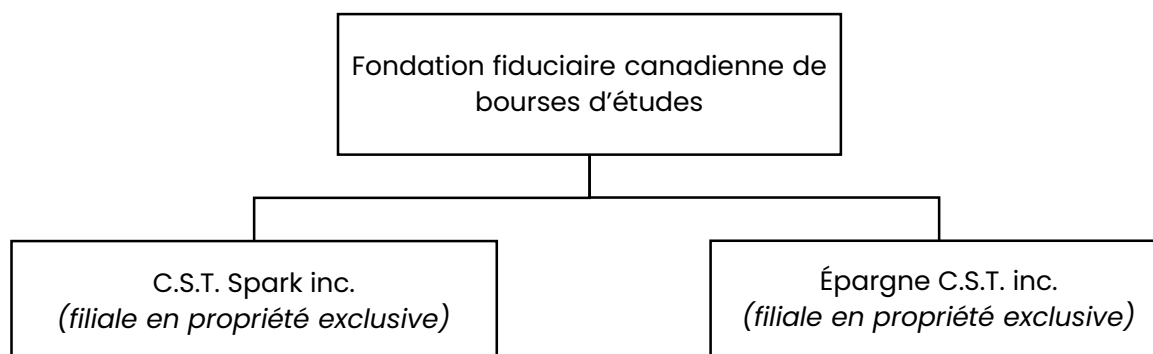 Fondation fiduciaire canadienne de
bourses d’études
C.S.T. Spark inc.
(filiale en propriété exclusive)
Épargne C.S.T. inc.
(filiale en propriété exclusive)